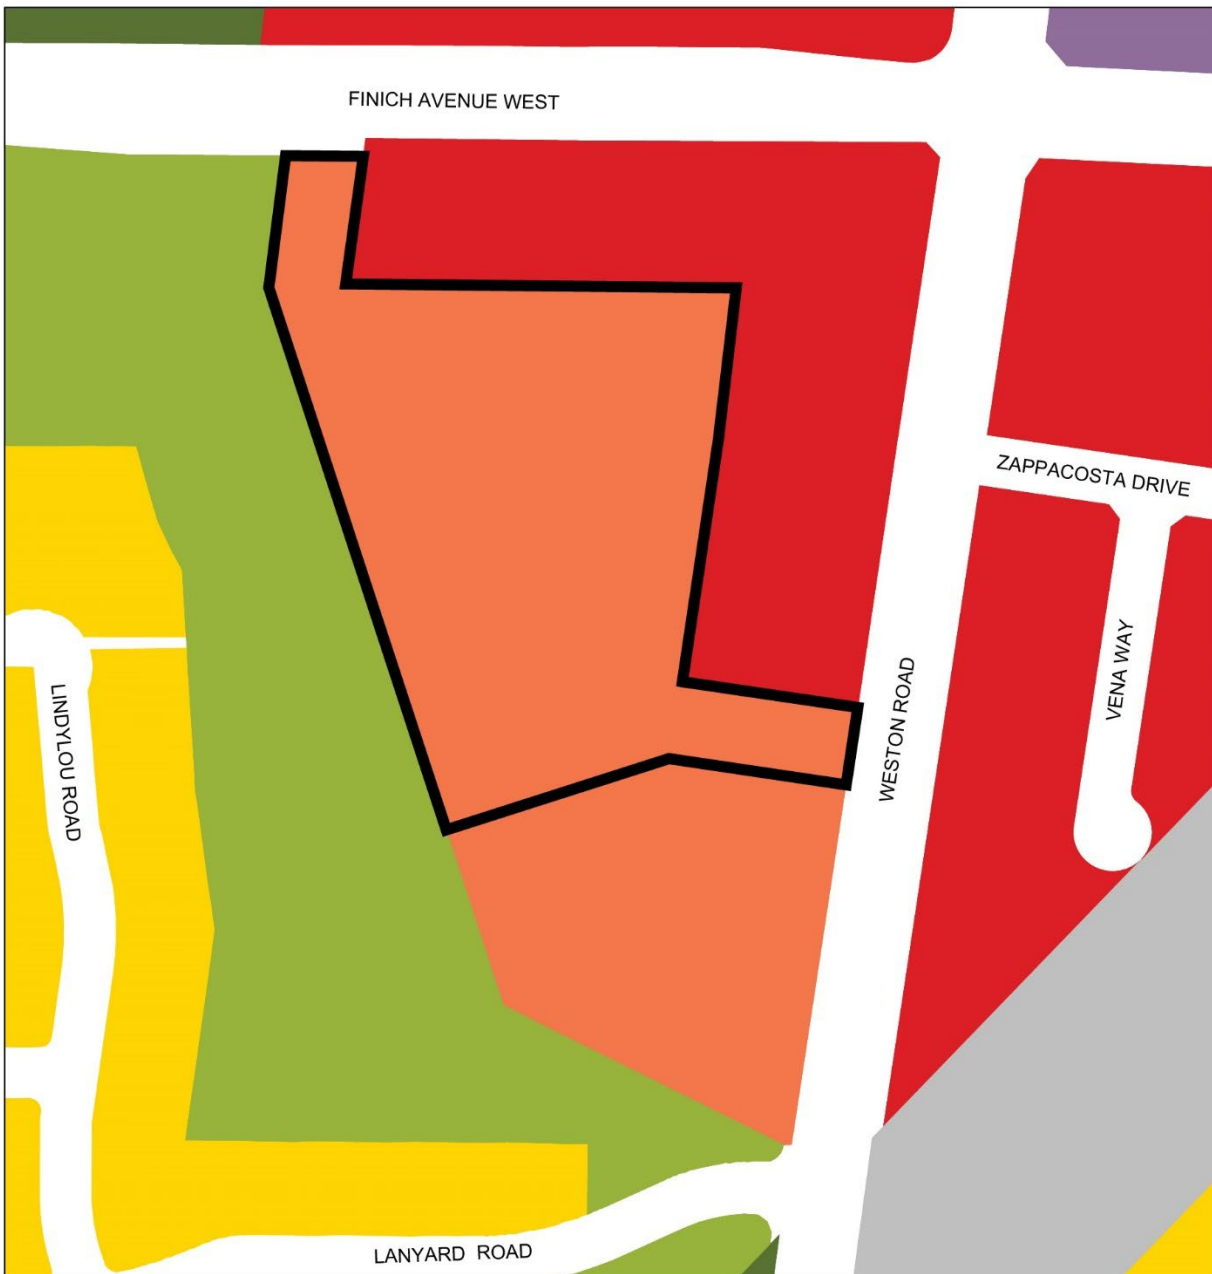 FINICH AVENUE WEST
ZAPPACOSTA DRIVE
VENA WAY
WESTON ROAD
LINDYLOU ROAD
LANYARD ROAD